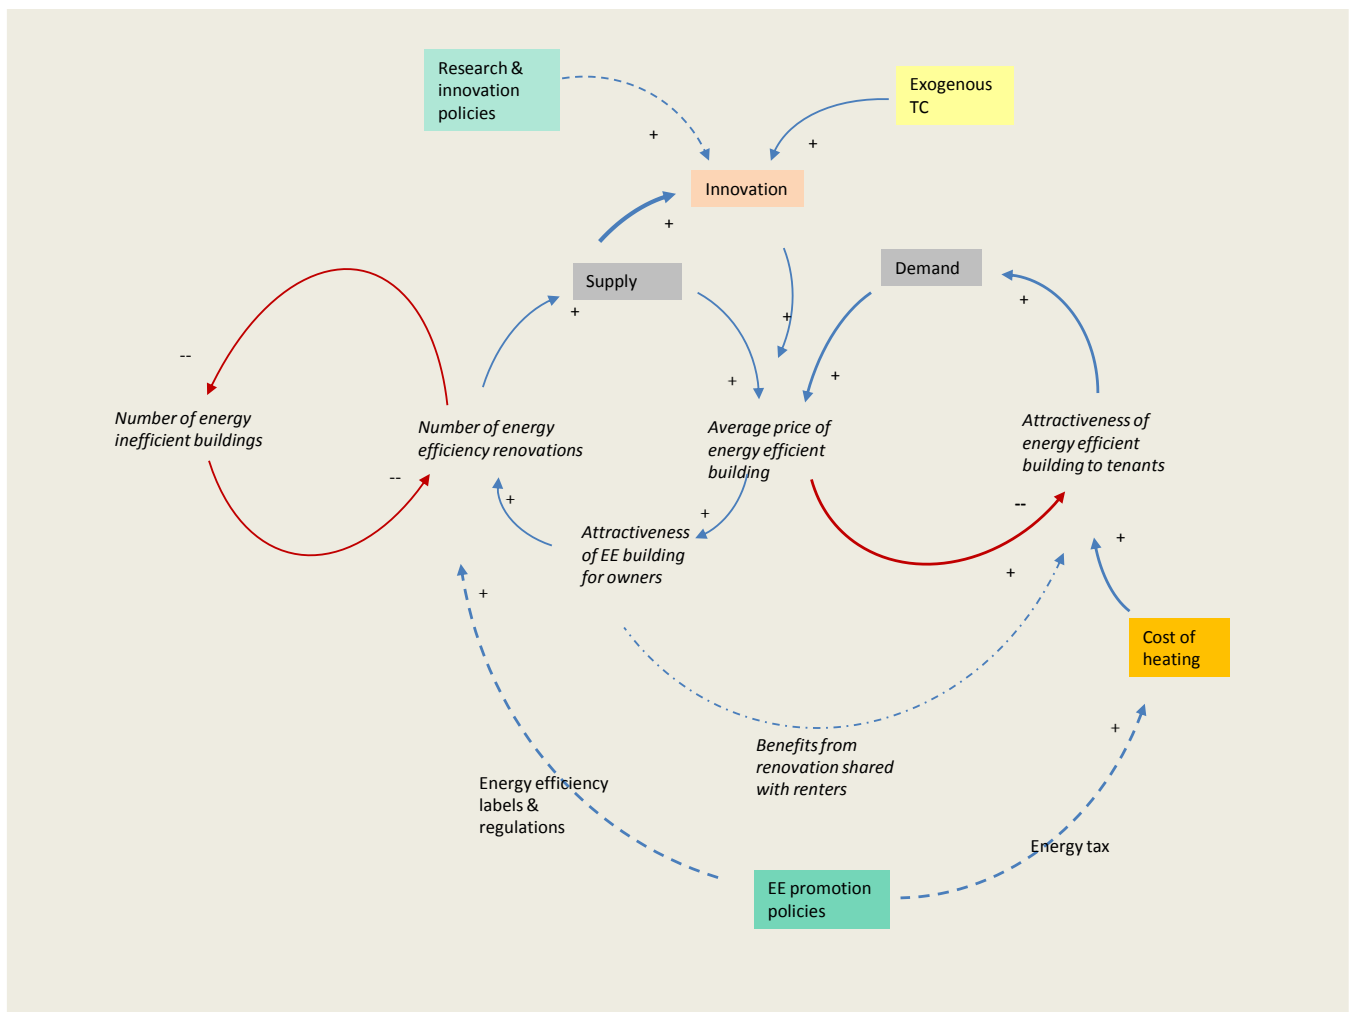 Research &
innovation
policies
Exogenous
TC
+
+
Innovation
+
Supply
Demand
+
+
+
--
+
+
Number of energy
inefficient buildings
Number of energy
efficiency renovations
Average price of
energy efficient
building
Attractiveness of
energy efficient
building to tenants
--
+
+
--
Attractiveness
of EE building
for owners
+
+
+
Cost of
heating
+
Benefits from
renovation shared
with renters
Energy efficiency
labels &
regulations
Energy tax
EE promotion
policies